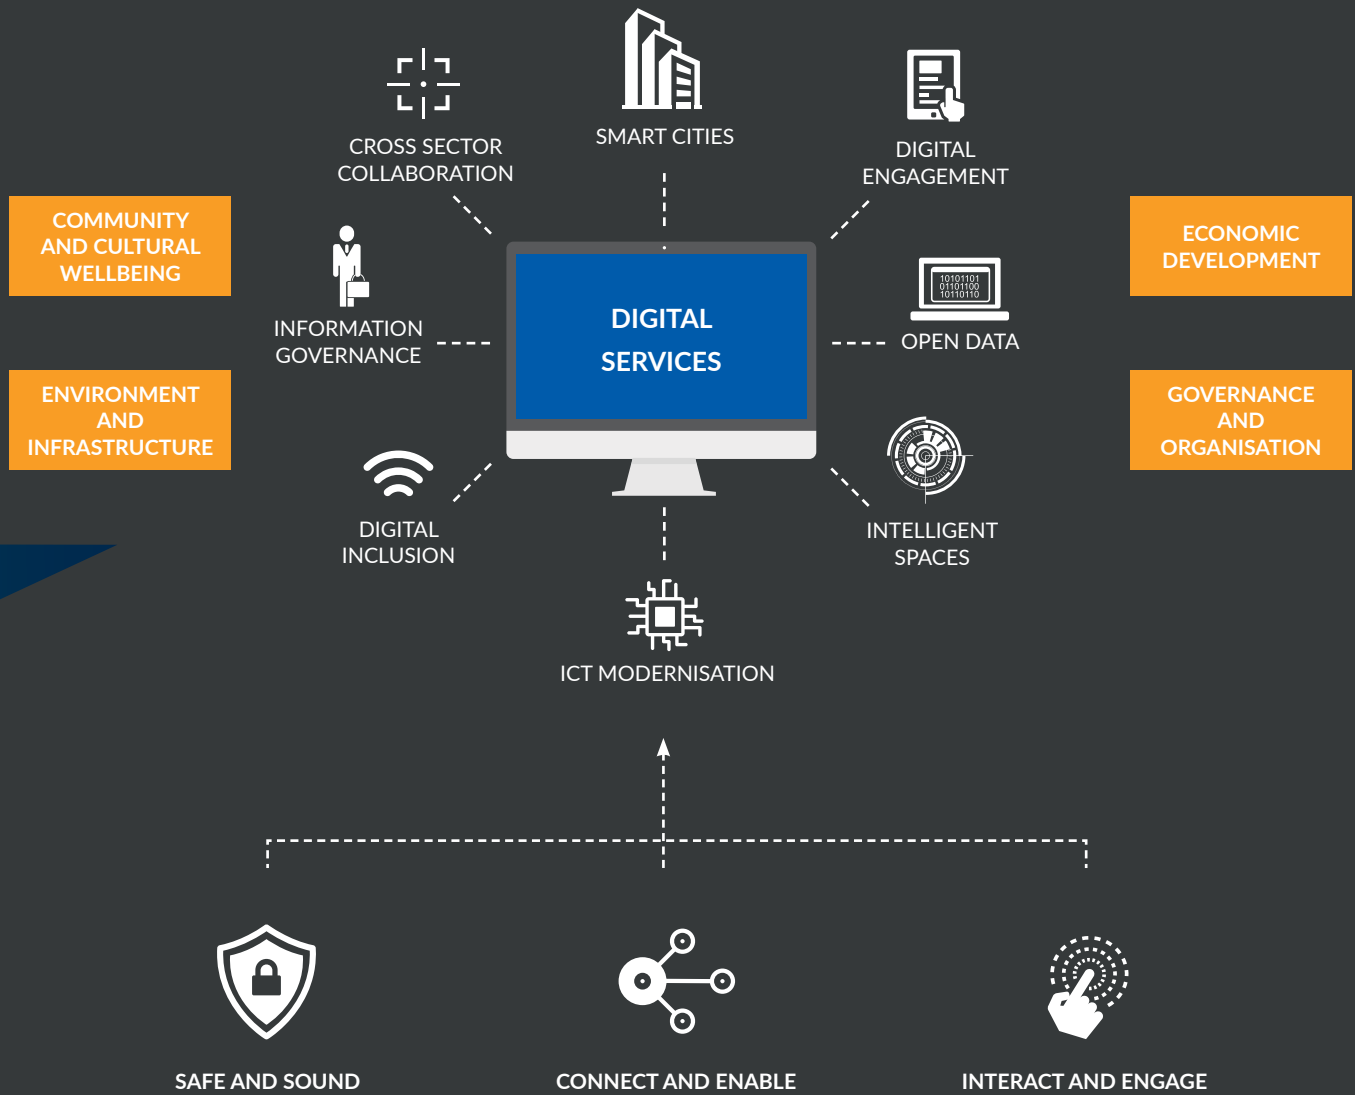 SMART CITIES
CROSS SECTOR
COLLABORATION
DIGITAL
ENGAGEMENT
COMMUNITY
AND CULTURAL
WELLBEING
ECONOMIC
DEVELOPMENT
INFORMATION
GOVERNANCE
DIGITAL
SERVICES
10101101
01101100
10110110
OPEN DATA
ENVIRONMENT
AND
INFRASTRUCTURE
GOVERNANCE
AND
ORGANISATION
DIGITAL
INCLUSION
INTELLIGENT
SPACES
ICT MODERNISATION
SAFE AND SOUND
CONNECT AND ENABLE
INTERACT AND ENGAGE